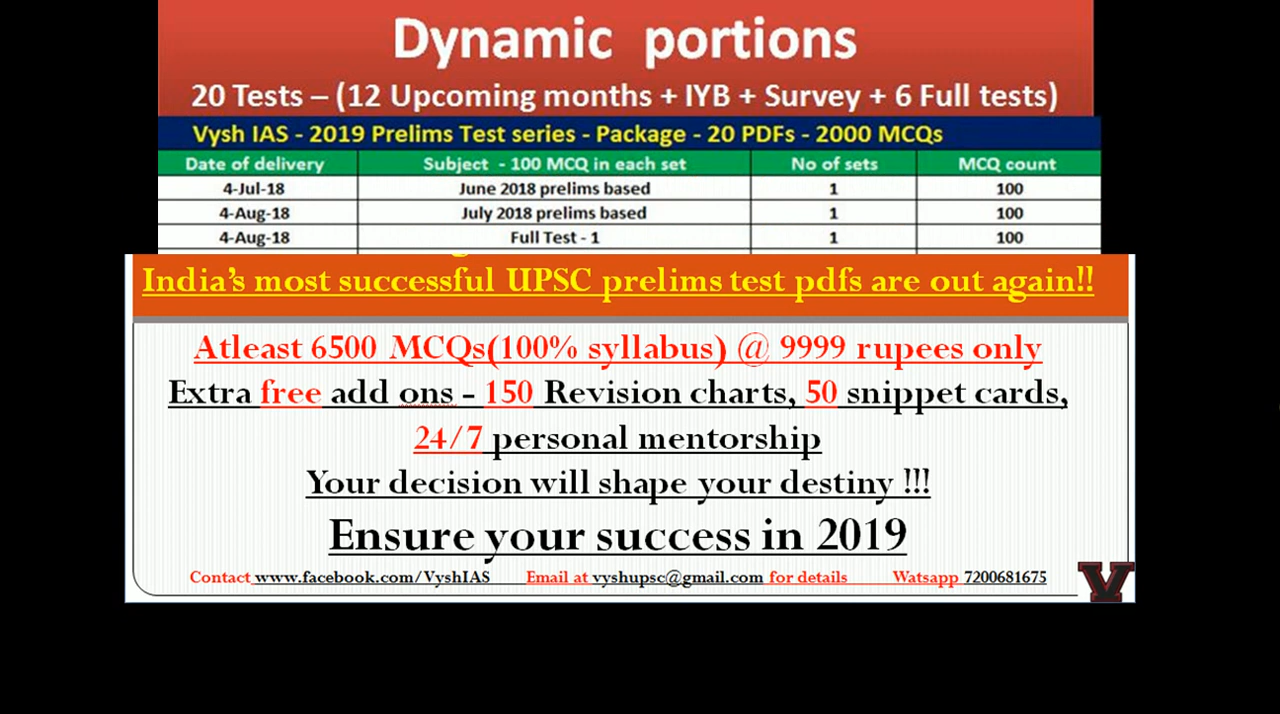 Dynamic portions
20 Tests – (12 Upcoming months + IYB + Survey + 6 Full tests)
Vysh IAS - 2019 Prelims Test series - Package - 20 PDFs - 2000 MCQs
Date of delivery Subject - 100 MCQ in each set No of sets MCQ count
4-Jul-18 June 2018 prelims based 1 100
4-Aug-18 July 2018 prelims based 1 100
4-Aug-18 Full Test - 1 1 100
India's most successful UPSC prelims test pdfs are out again!!
Atleast 6500 MCQs(100% syllabus) @ 9999 rupees only
Extra free add ons - 150 Revision charts, 50 snippet cards,
24/7 personal mentorship
Your decision will shape your destiny !!!
Ensure your success in 2019
Contact www.facebook.com/VyshIAS Email at vyshupsc@gmail.com for details Watsapp 7200681675
V